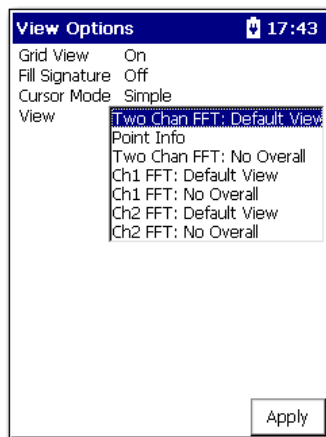 View Options 17:43
Grid View On
Fill Signature Off
Cursor Mode Simple
View Two Chan FFT: Default View
Point Info
Two Chan FFT: No Overall
Ch1 FFT: Default View
Ch1 FFT: No Overall
Ch2 FFT: Default View
Ch2 FFT: No Overall
Apply